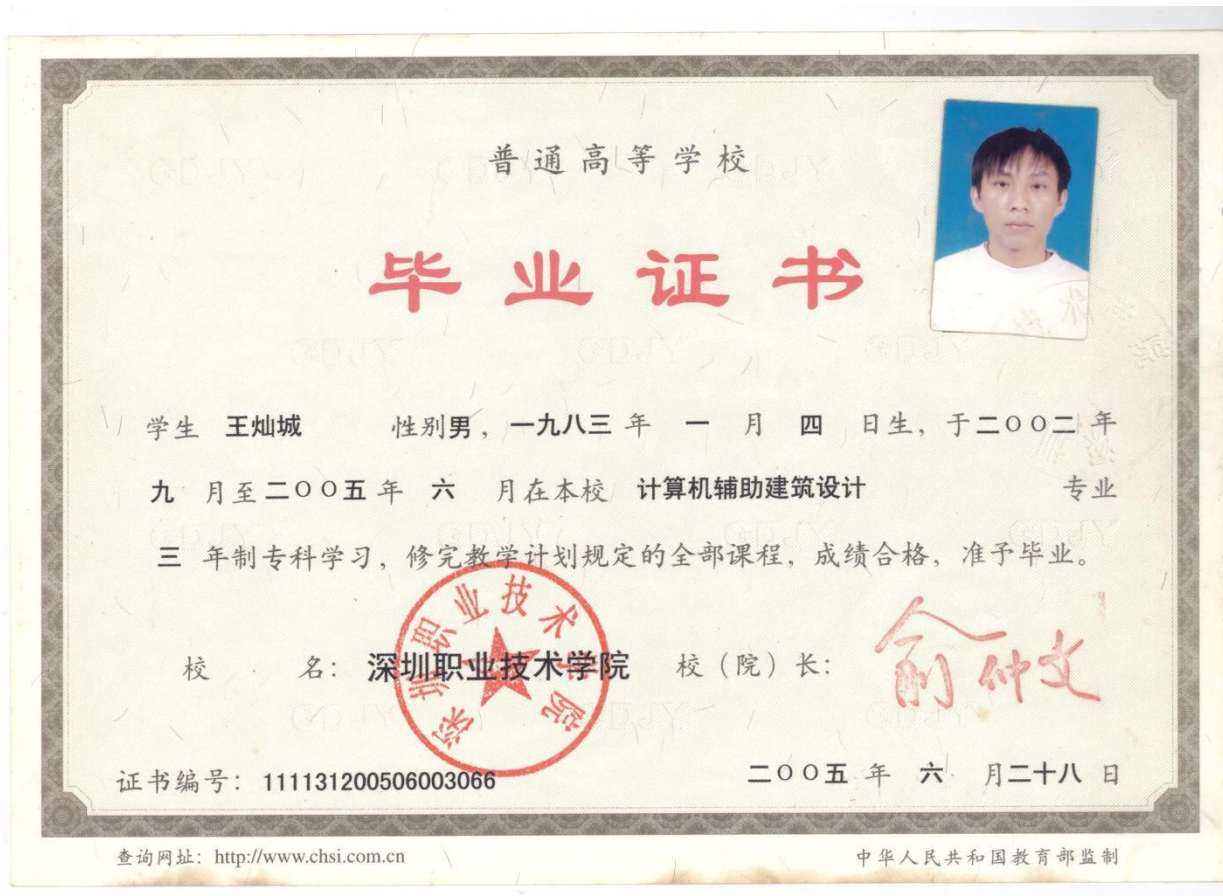 普通高等学校
毕业证书
学生 王灿城 性别男，一九八三 年 一 月 四 日生，于二〇〇二 年
九 月至二〇〇五 年 六 月在本校 计算机辅助建筑设计 专业
三 年制专科学习，修完教学计划规定的全部课程，成绩合格，准予毕业。
深圳职业技术学院
校 名：深圳职业技术学院 校（院）长：俞仲文
证书编号：111131200506003066 二〇〇五 年 六 月二十八 日
查询网址：http://www.chsi.com.cn 中华人民共和国教育部监制